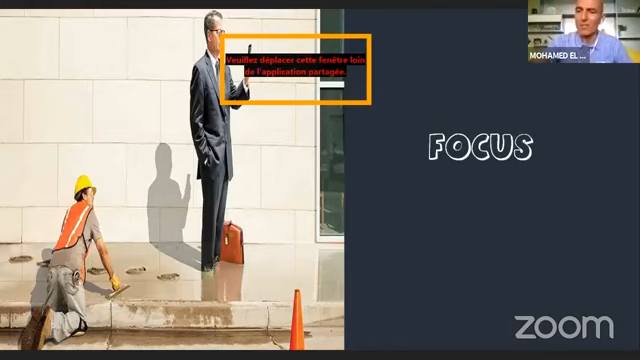 Veuillez déplacer cette fenêtre loin
de l'application partagée.
MOHAMED EL ...
FOCUS
zoom